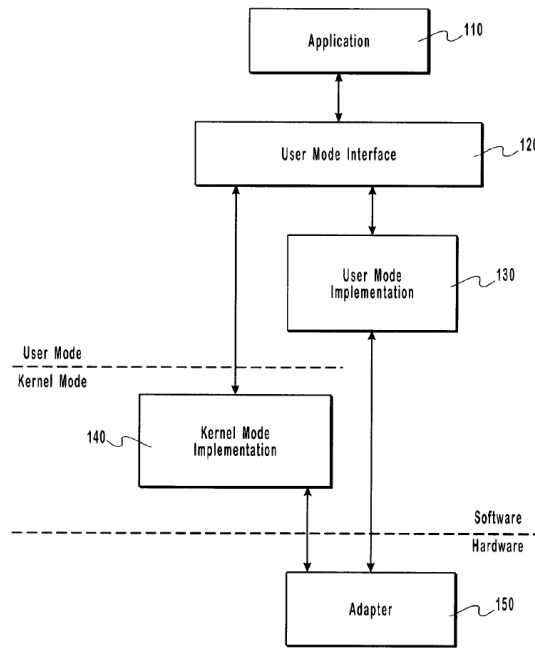 Application
110
User Mode Interface
120
User Mode
Implementation
130
User Mode
Kernel Mode
140
Kernel Mode
Implementation
Software
Hardware
Adapter
150